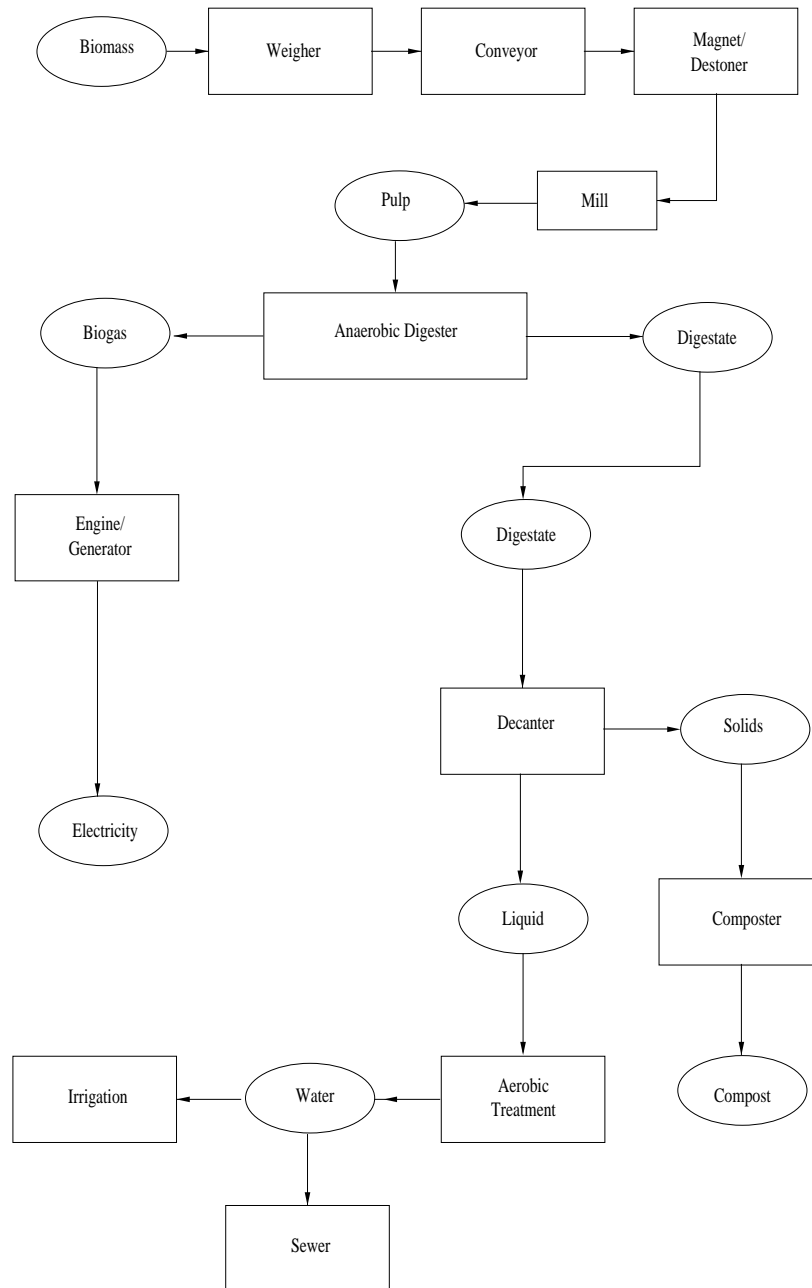 Biomass
Weigher
Conveyor
Magnet/
Destoner
Pulp
Mill
Biogas
Anaerobic Digester
Digestate
Engine/
Generator
Digestate
Decanter
Solids
Electricity
Liquid
Composter
Irrigation
Water
Aerobic
Treatment
Compost
Sewer